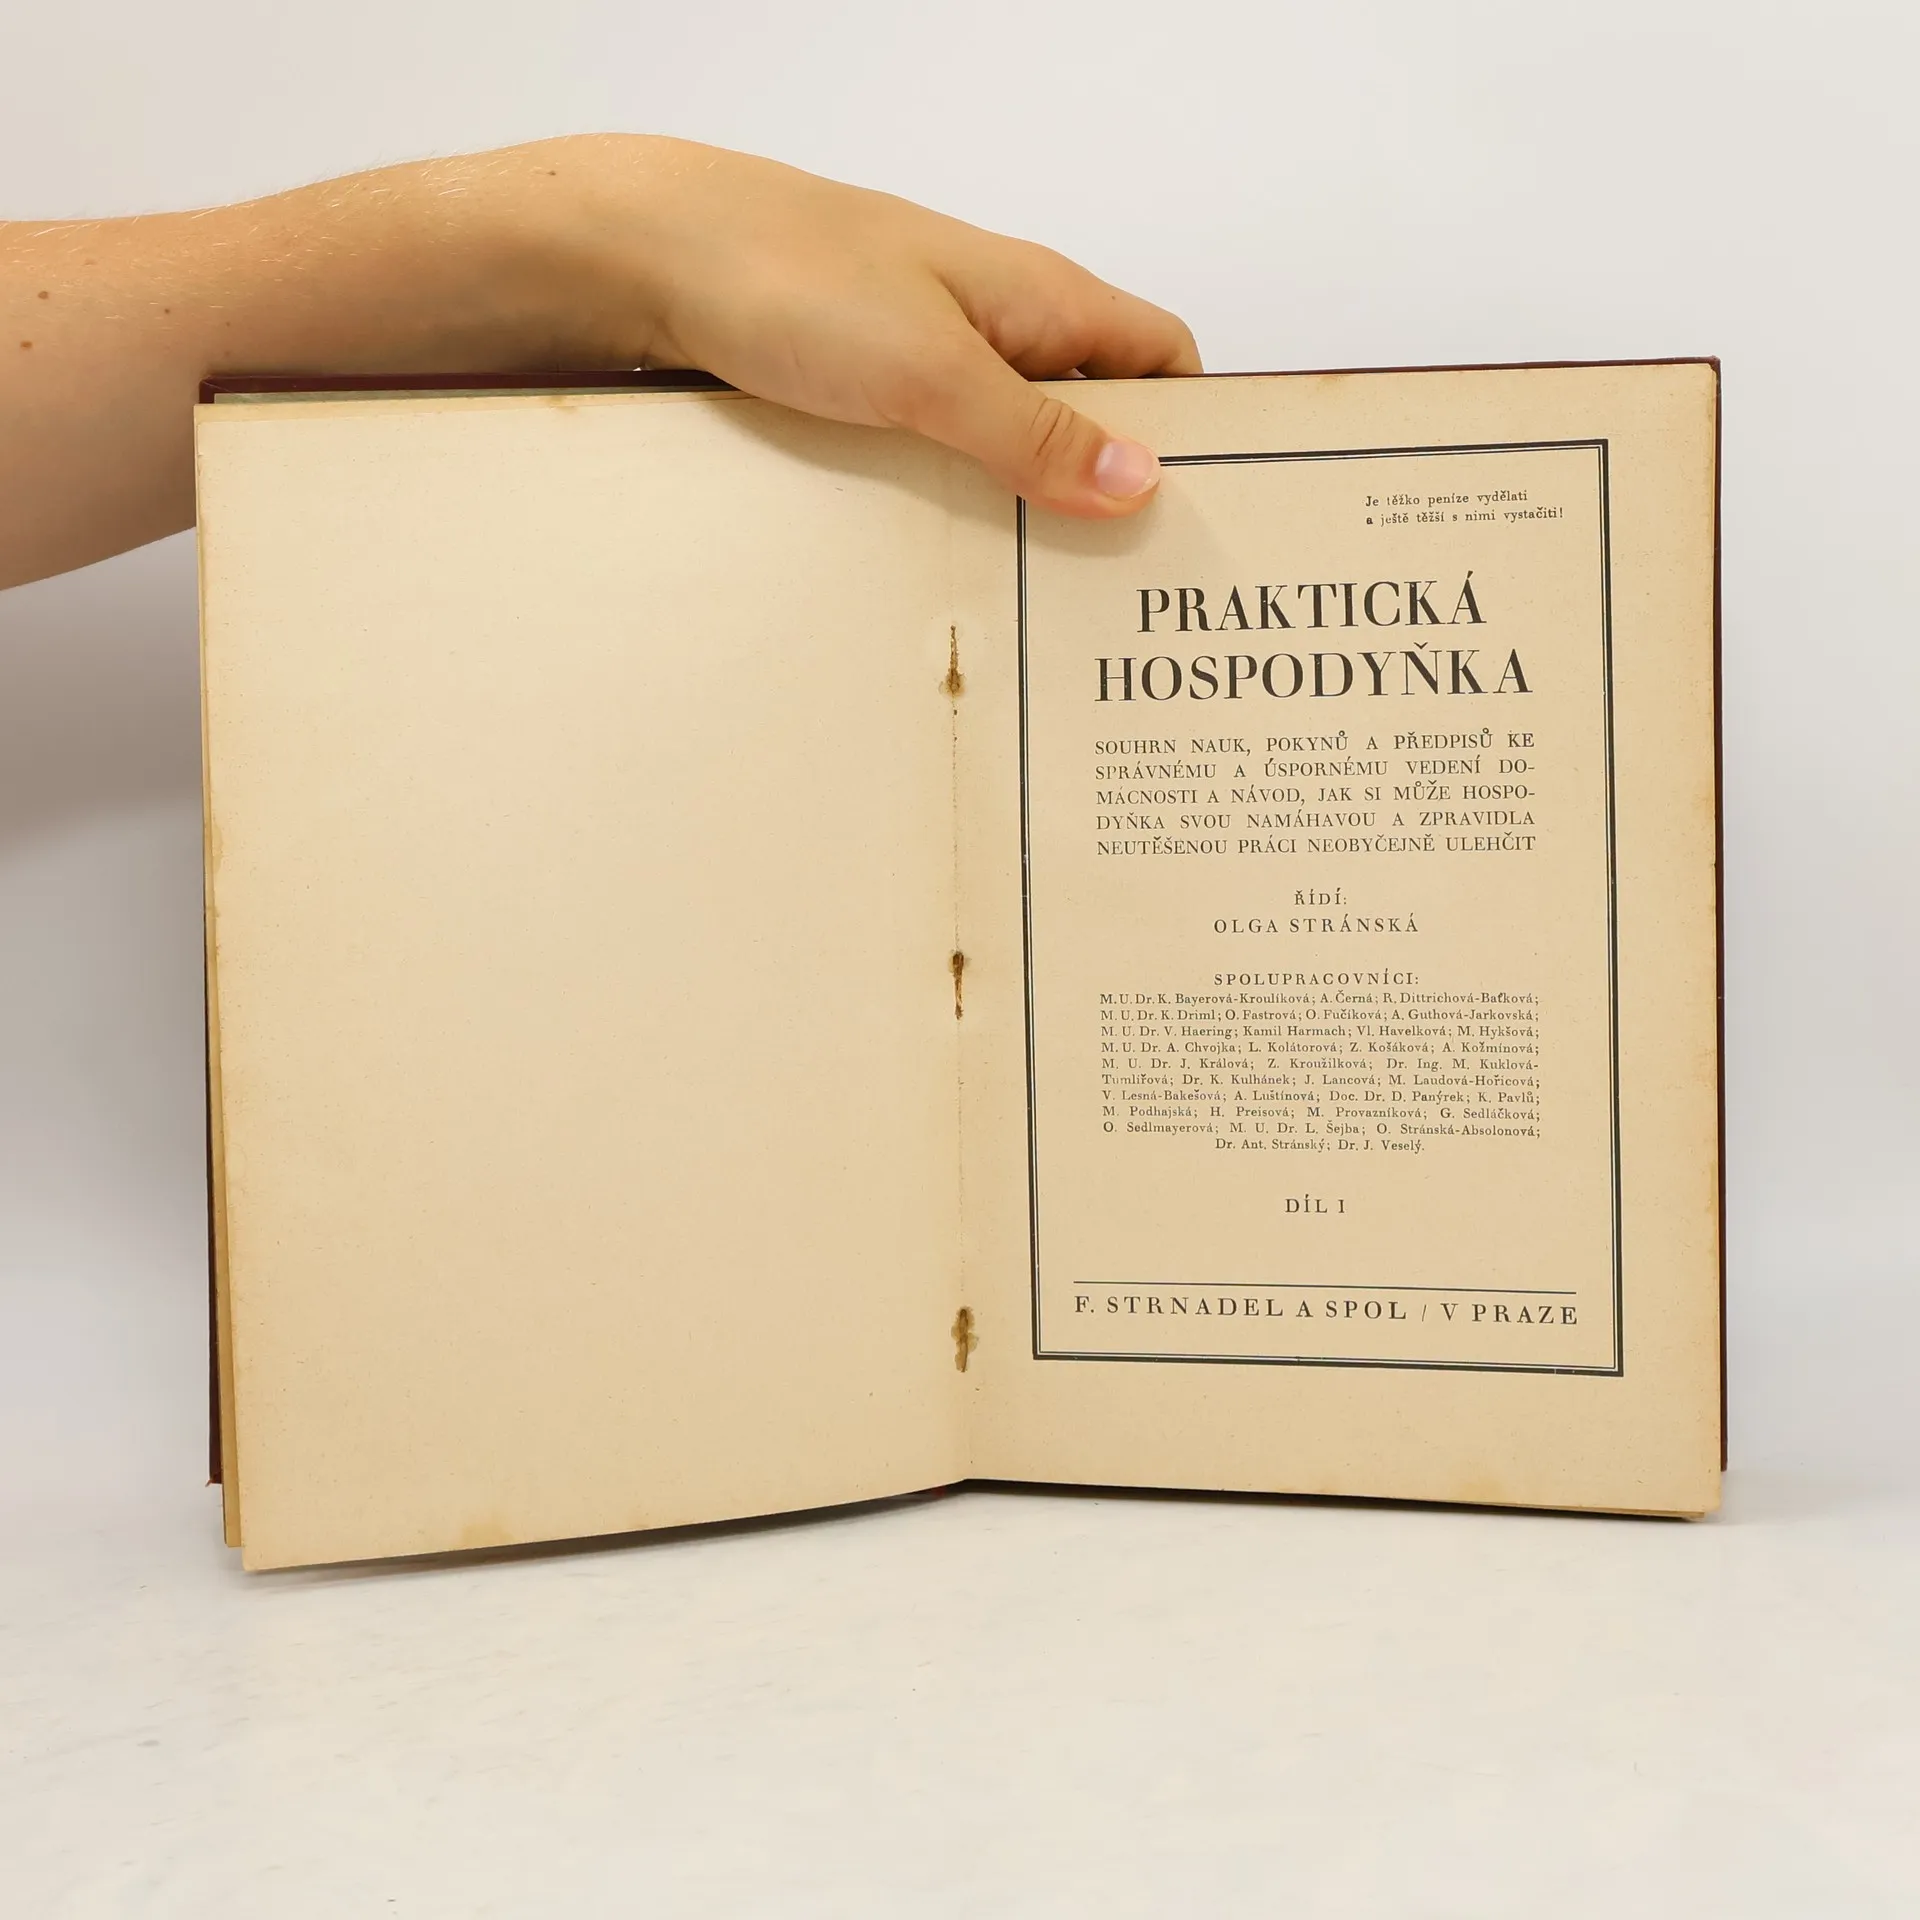 Je těžko peníze vydělati
a ještě těžší s nimi vystačiti!
PRAKTICKÁ
HOSPODYŇKA
SOUHRN NAUK, POKYNŮ A PŘEDPISŮ KE
SPRÁVNÉMU A ÚSPORNÉMU VEDENÍ DO-
MÁCNOSTI A NÁVOD, JAK SI MŮŽE HOSPO-
DYŇKA SVOU NAMÁHAVOU A ZPRAVIDLA
NEUTĚŠENOU PRÁCI NEOBYČEJNĚ ULEHČIT
ŘÍDÍ:
OLGA STRÁNSKÁ
SPOLUPRACOVNÍCI:
M. U. Dr. K. Bayerová-Kroulíková; A. Černá; R. Dittrichová-Baťková;
M. U. Dr. K. Driml; O. Fastrová; O. Fučíková; A. Guthová-Jarkovská;
M. U. Dr. V. Haering; Kamil Harmach; Vl. Havelková; M. Hykšová;
M. U. Dr. A. Chvojka; L. Kolátorová; Z. Košáková; A. Kožmínová;
M. U. Dr. J. Králová; Z. Kroužilková; Dr. Ing. M. Kuklová-
Tumlířová; Dr. K. Kulhánek; J. Lancová; M. Laudová-Hořicová;
V. Lesná-Bakešová; A. Luštínová; Doc. Dr. D. Panýrek; K. Pavlů;
M. Podhajská; H. Preisová; M. Provazníková; G. Sedláčková;
O. Sedlmayerová; M. U. Dr. L. Šejba; O. Stránská-Absolonová;
Dr. Ant. Stránský; Dr. J. Veselý.
DÍL I
F. STRNADEL A SPOL / V PRAZE